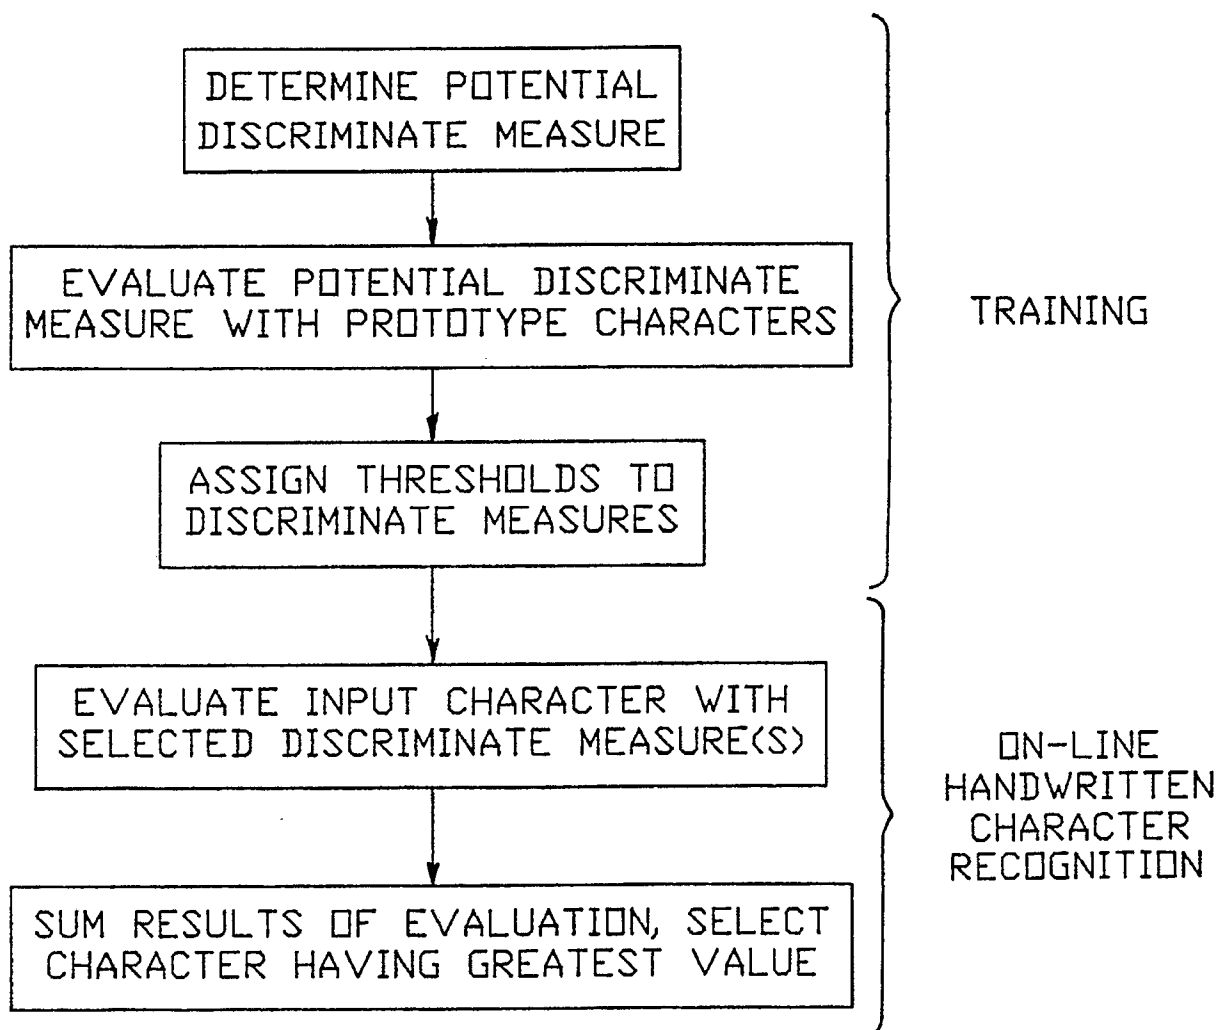 DETERMINE POTENTIAL
DISCRIMINATE MEASURE
EVALUATE POTENTIAL DISCRIMINATE
MEASURE WITH PROTOTYPE CHARACTERS
TRAINING
ASSIGN THRESHOLDS TO
DISCRIMINATE MEASURES
EVALUATE INPUT CHARACTER WITH
SELECTED DISCRIMINATE MEASURE(S)
ON-LINE
HANDWRITTEN
CHARACTER
RECOGNITION
SUM RESULTS OF EVALUATION, SELECT
CHARACTER HAVING GREATEST VALUE